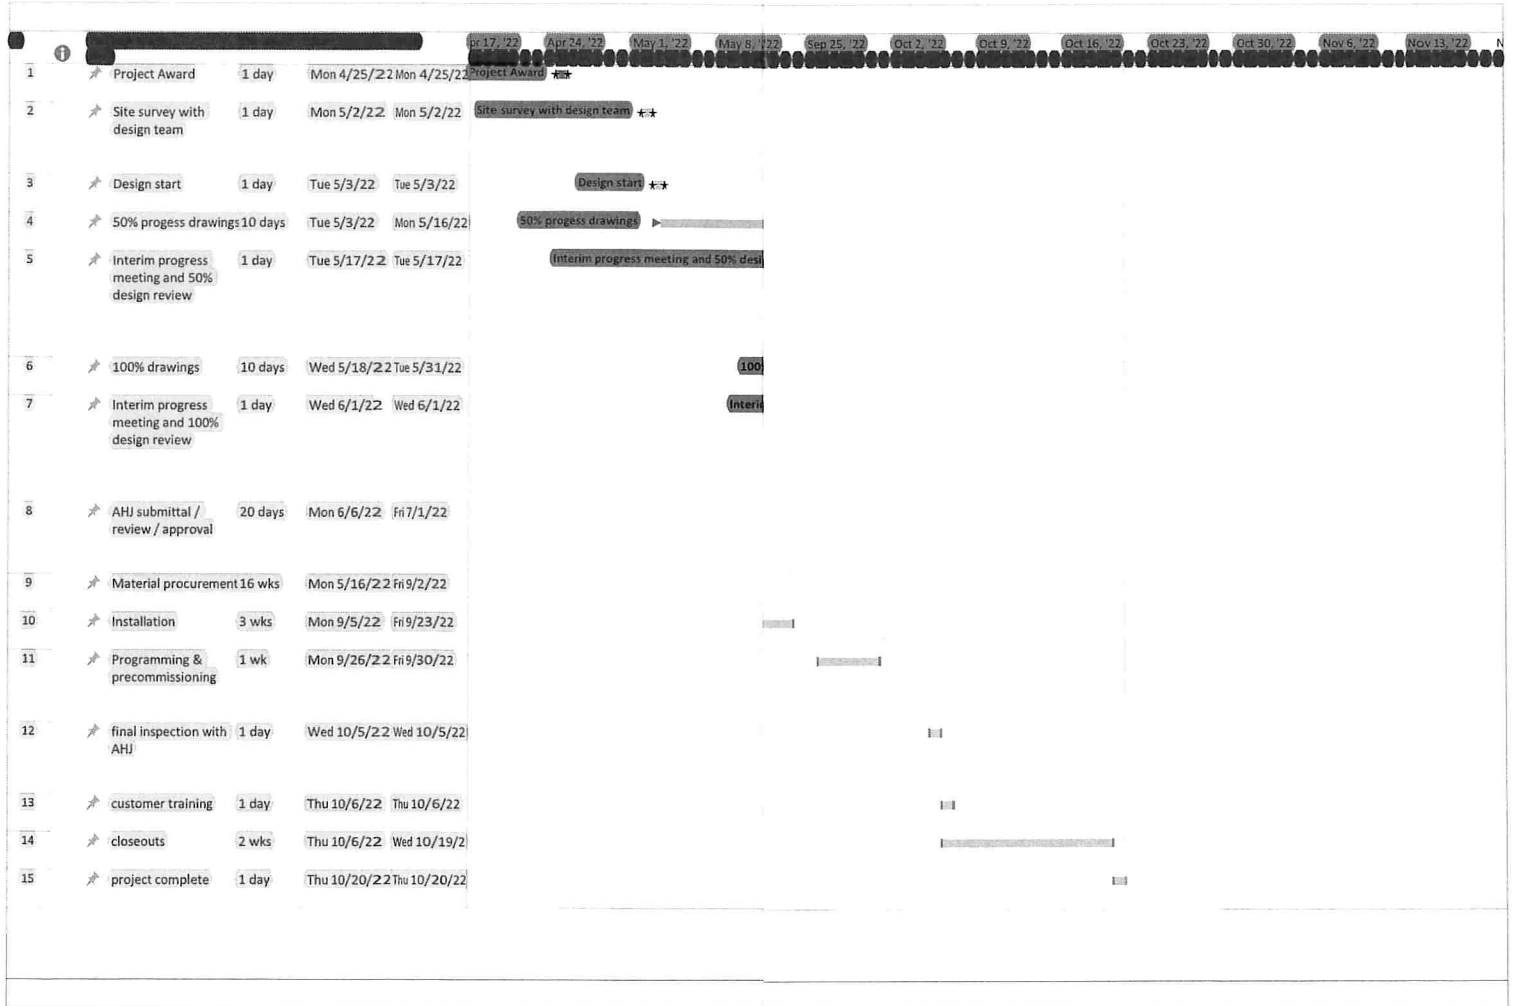 pr 17, '22 Apr 24, '22 May 1, '22 May 8, '22 Sep 25, '22 Oct 2, '22 Oct 9, '22 Oct 16, '22 Oct 23, '22 Oct 30, '22 Nov 6, '22 Nov 13, '22 N
1 Project Award 1 day Mon 4/25/22 Mon 4/25/22 Project Award
2 Site survey with 1 day Mon 5/2/22 Mon 5/2/22 Site survey with design team
design team
3 Design start 1 day Tue 5/3/22 Tue 5/3/22 Design start
4 50% progess drawings 10 days Tue 5/3/22 Mon 5/16/22 50% progess drawings
5 Interim progress 1 day Tue 5/17/22 Tue 5/17/22 Interim progress meeting and 50% desi
meeting and 50%
design review
6 100% drawings 10 days Wed 5/18/22 Tue 5/31/22 100
7 Interim progress 1 day Wed 6/1/22 Wed 6/1/22 Interi
meeting and 100%
design review
8 AHJ submittal / 20 days Mon 6/6/22 Fri 7/1/22
review / approval
9 Material procurement 16 wks Mon 5/16/22 Fri 9/2/22
10 Installation 3 wks Mon 9/5/22 Fri 9/23/22
11 Programming & 1 wk Mon 9/26/22 Fri 9/30/22
precommissioning
12 final inspection with 1 day Wed 10/5/22 Wed 10/5/22
AHJ
13 customer training 1 day Thu 10/6/22 Thu 10/6/22
14 closeouts 2 wks Thu 10/6/22 Wed 10/19/2
15 project complete 1 day Thu 10/20/22 Thu 10/20/22